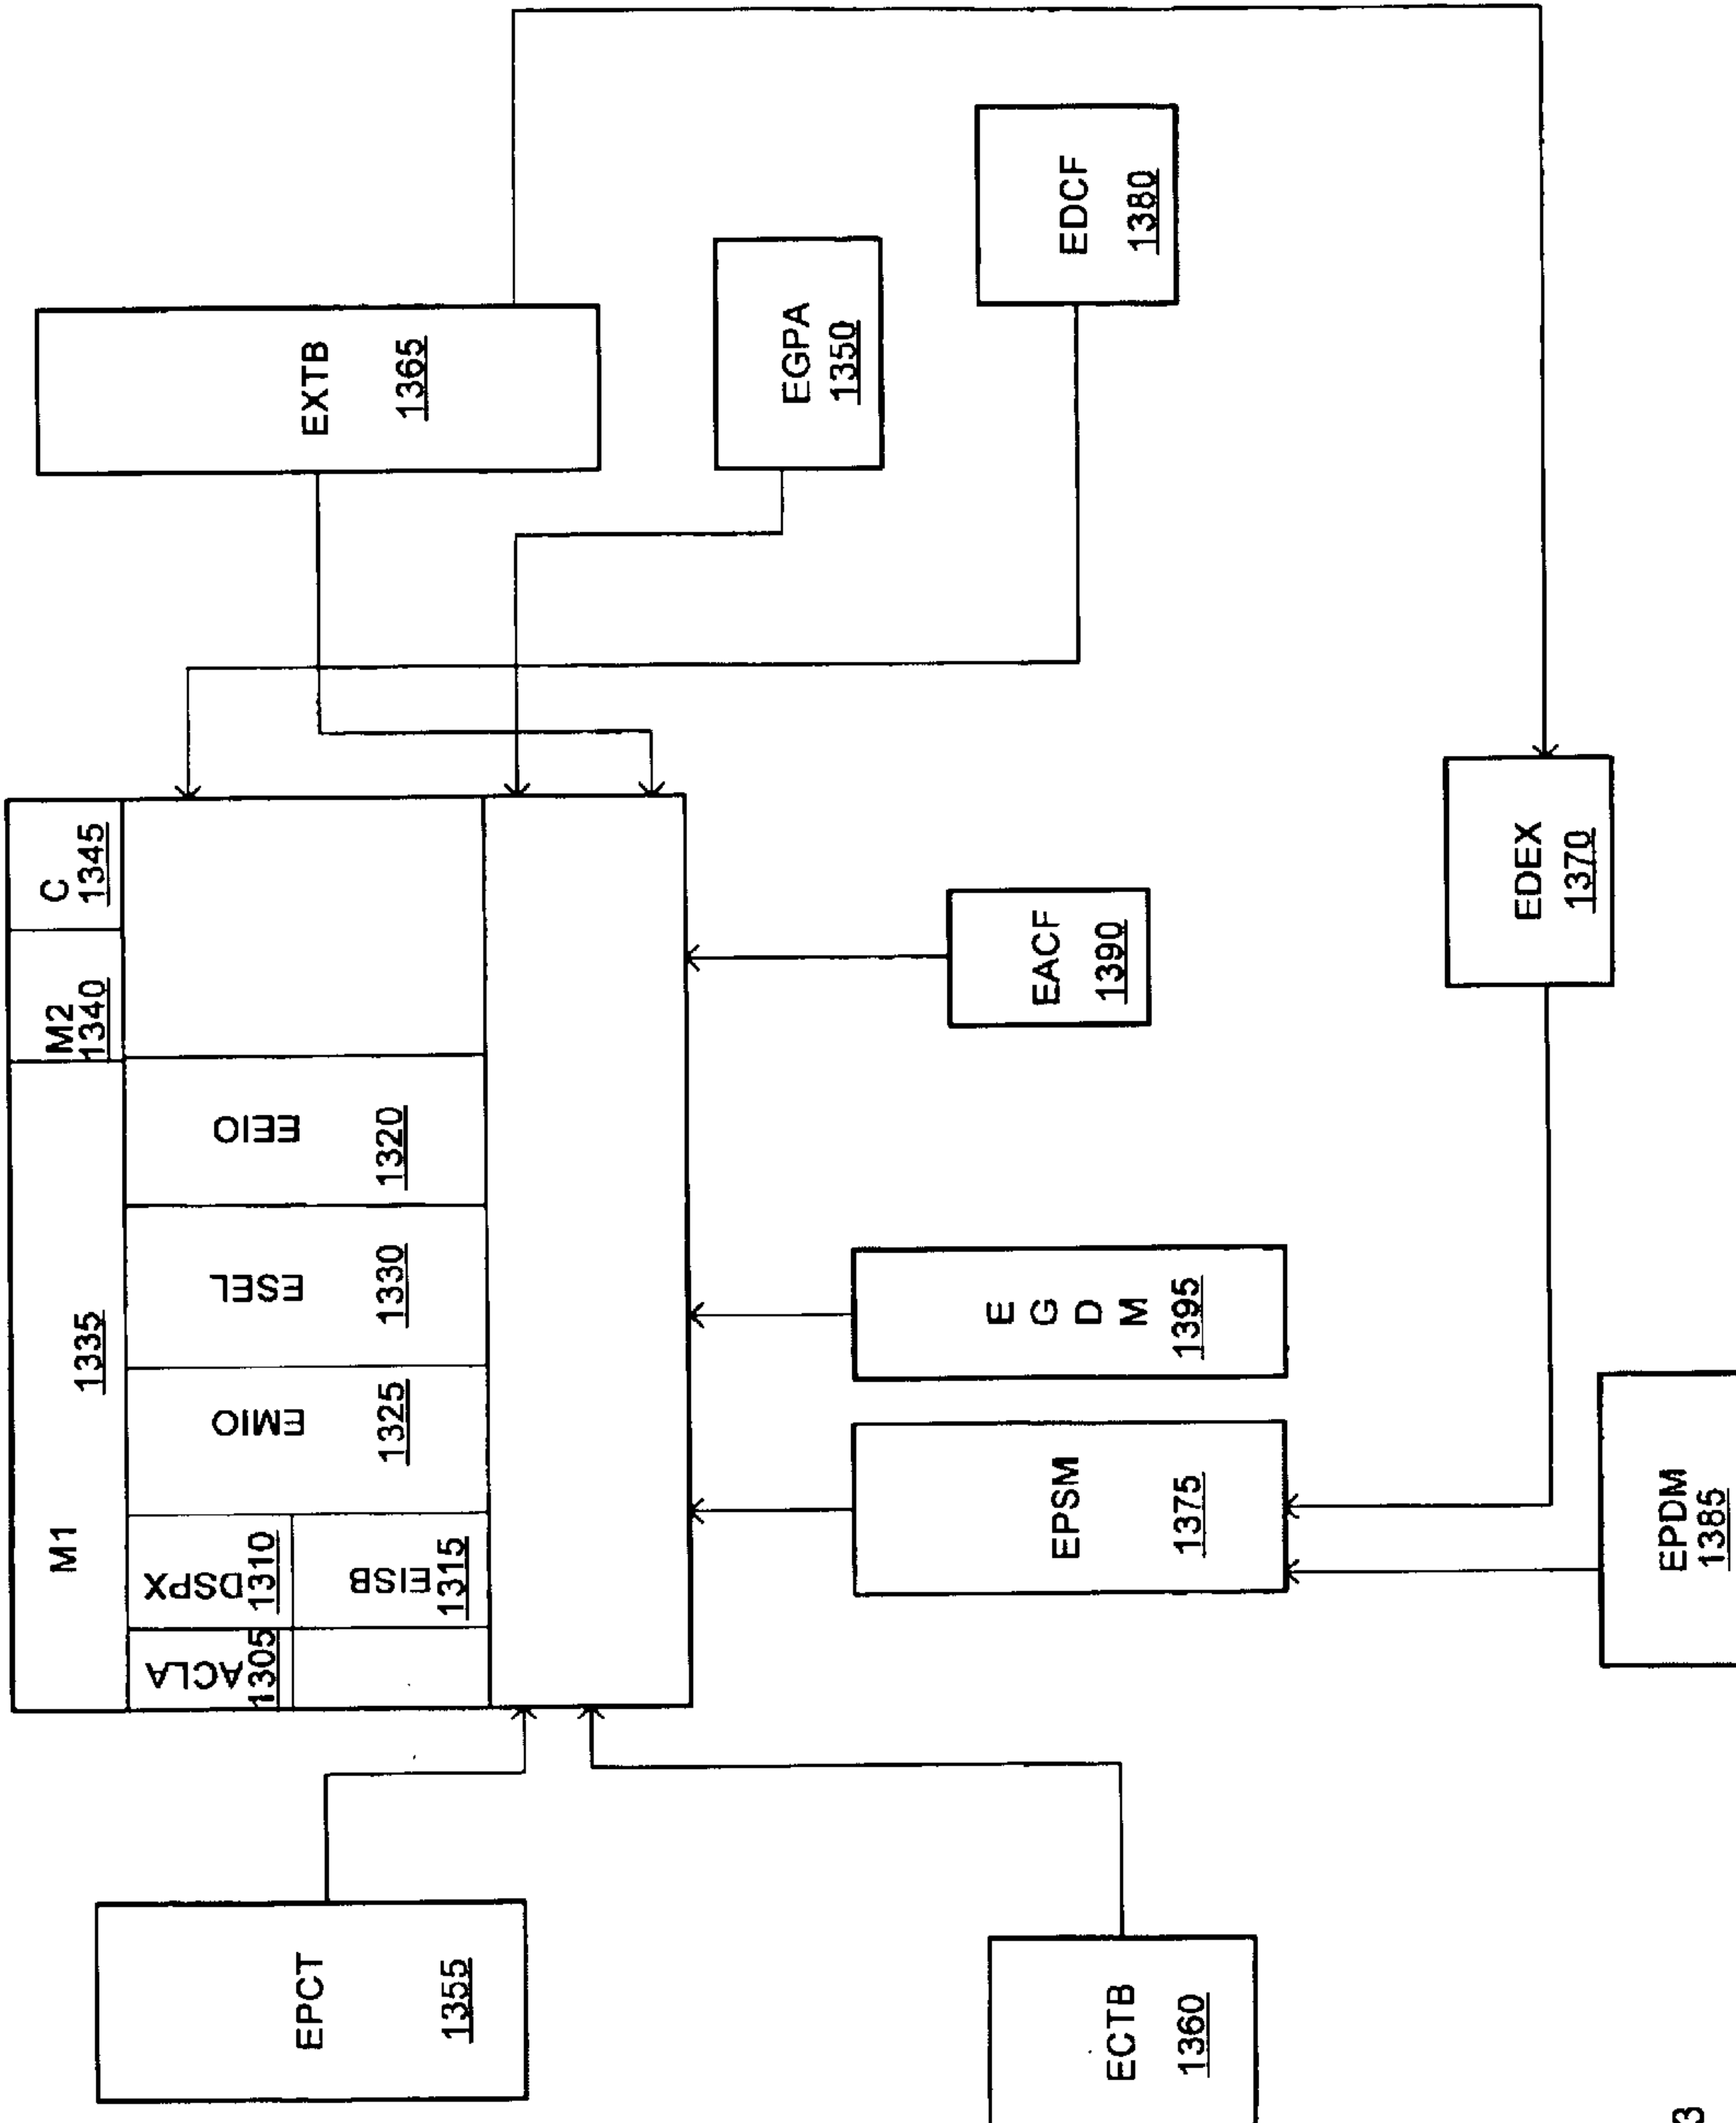 M1
1335
M2
1340
C
1345
ACLA
1305
DSPX
1310
EISB
1315
EMIO
1325
ESEL
1330
EEIO
1320
EPCT
1355
EXTB
1365
EGPA
1350
ECTB
1360
EPSM
1375
E
G
D
M
1395
EACF
1390
EDCF
1380
EPDM
1385
EDEX
1370
3